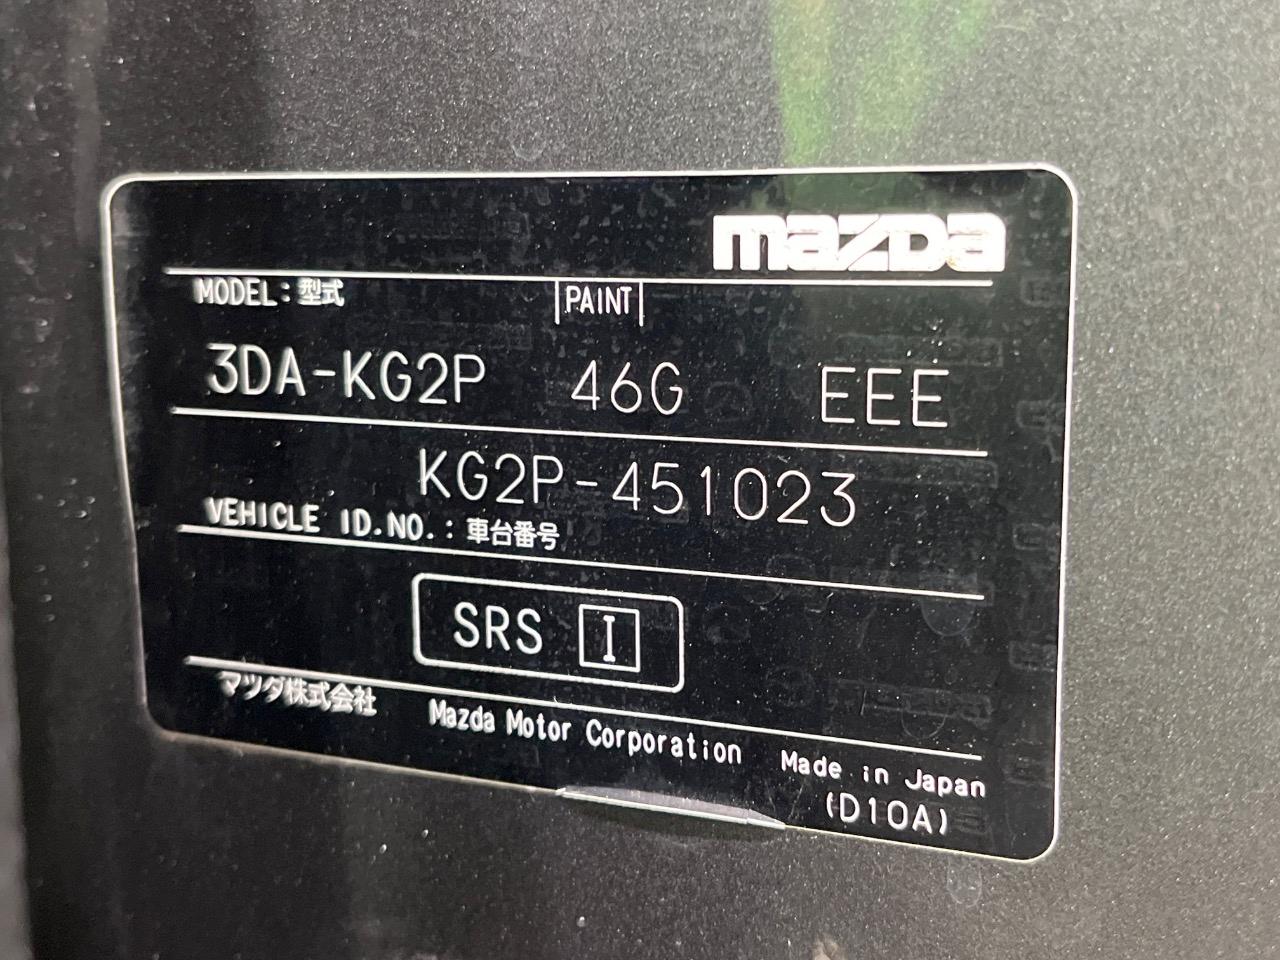 mazda
MODEL：型式 PAINT
3DA-KG2P 46G EEE
KG2P-451023
VEHICLE ID.NO.：車台番号
SRS I
マツダ株式会社 Mazda Motor Corporation Made in Japan
(D10A)